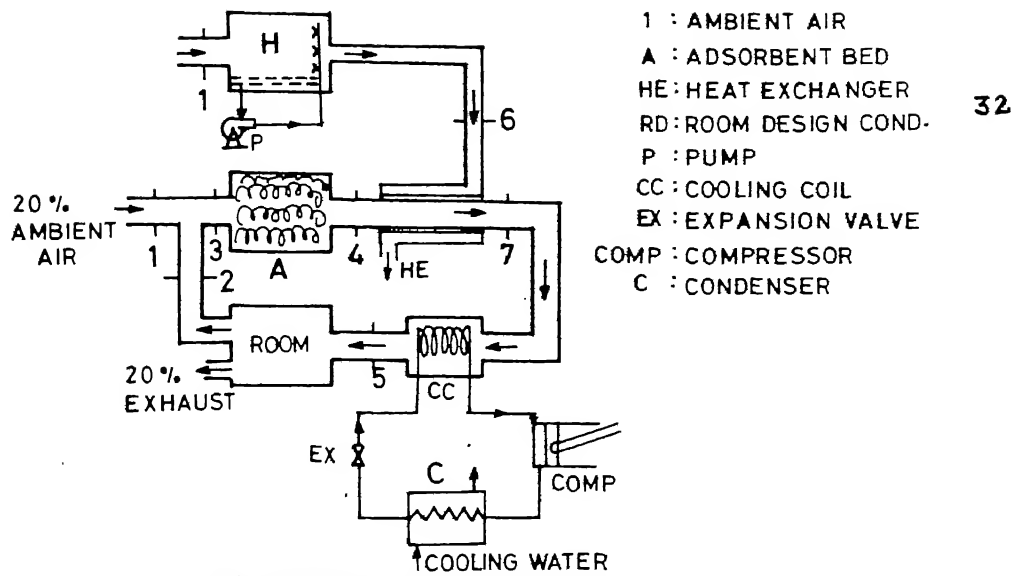 H
1
P
6
20%
AMBIENT
AIR
1
3
2
A
4
HE
7
ROOM
20%
EXHAUST
5
CC
EX
C
COMP
COOLING WATER
1 : AMBIENT AIR
A : ADSORBENT BED
HE : HEAT EXCHANGER
RD : ROOM DESIGN COND.
P : PUMP
CC : COOLING COIL
EX : EXPANSION VALVE
COMP : COMPRESSOR
C : CONDENSER
32